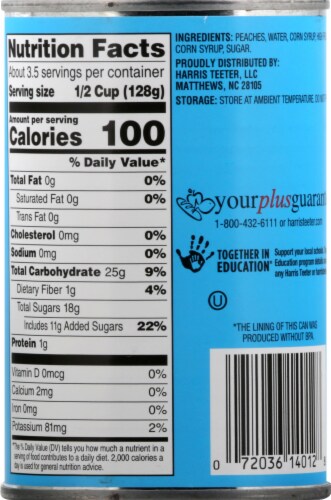 Nutrition Facts
About 3.5 servings per container
Serving size 1/2 Cup (128g)
Amount per serving
Calories 100
% Daily Value*
Total Fat 0g 0%
Saturated Fat 0g 0%
Trans Fat 0g
Cholesterol 0mg 0%
Sodium 0mg 0%
Total Carbohydrate 25g 9%
Dietary Fiber 1g 4%
Total Sugars 18g
Includes 11g Added Sugars 22%
Protein 1g
Vitamin D 0mcg 0%
Calcium 2mg 0%
Iron 0mg 0%
Potassium 81mg 2%
*The % Daily Value (DV) tells you how much a nutrient in a
serving of food contributes to a daily diet. 2,000 calories a
day is used for general nutrition advice.
INGREDIENTS:
PEACHES, WATER, CORN SYRUP, HIGH
CORN SYRUP, SUGAR.
PROUDLY DISTRIBUTED BY:
HARRIS TEETER, LLC
MATTHEWS, NC 28105
STORAGE: STORE AT AMBIENT TEMPERATURE.
yourplusguaran
1-800-432-6111 or harristeeter.com
TOGETHER IN
EDUCATION
Support your local
Education program
any Harris Teeter or
U
*THE LINING OF THIS CAN WAS
PRODUCED WITHOUT BPA.
0 72036 14012